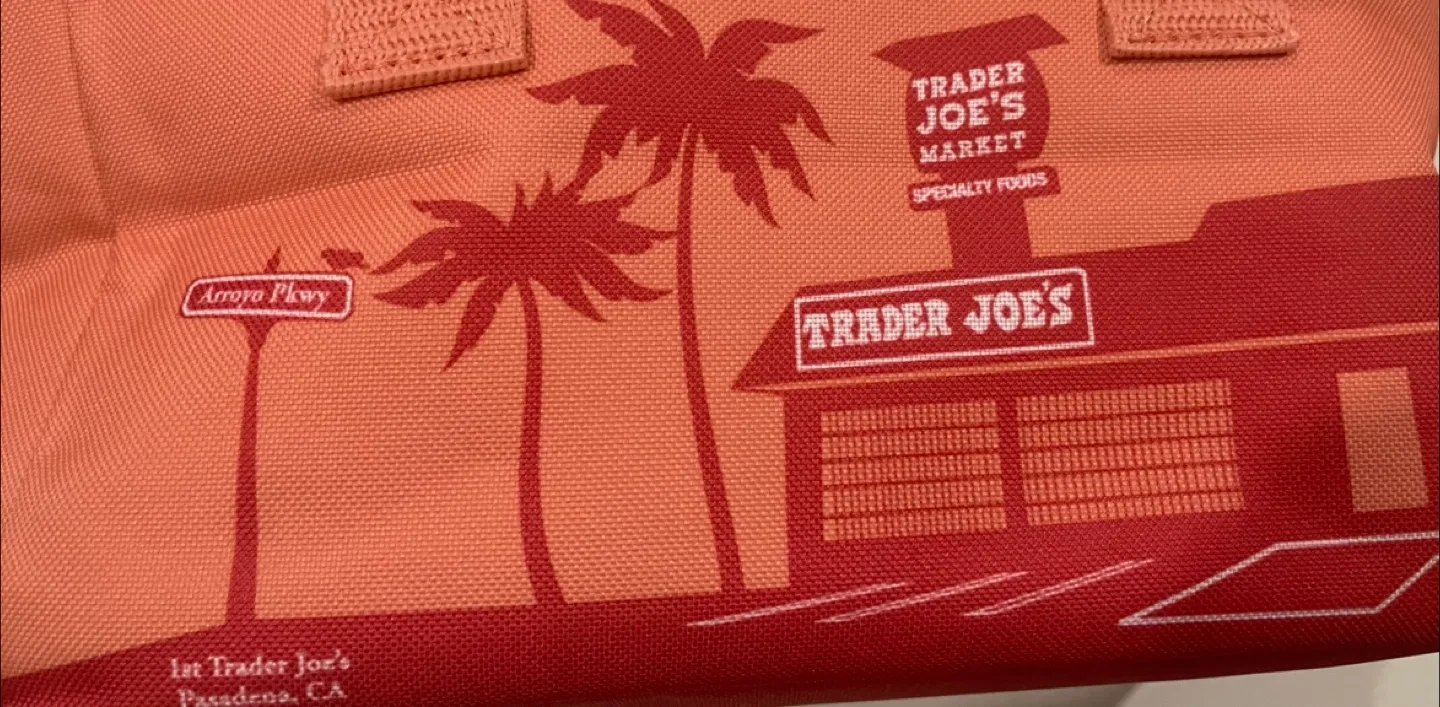 TRADER
JOE'S
MARKET
SPECIALTY FOODS
Arroyo Pkwy
TRADER JOE'S
1st Trader Joe's
Pasadena, CA